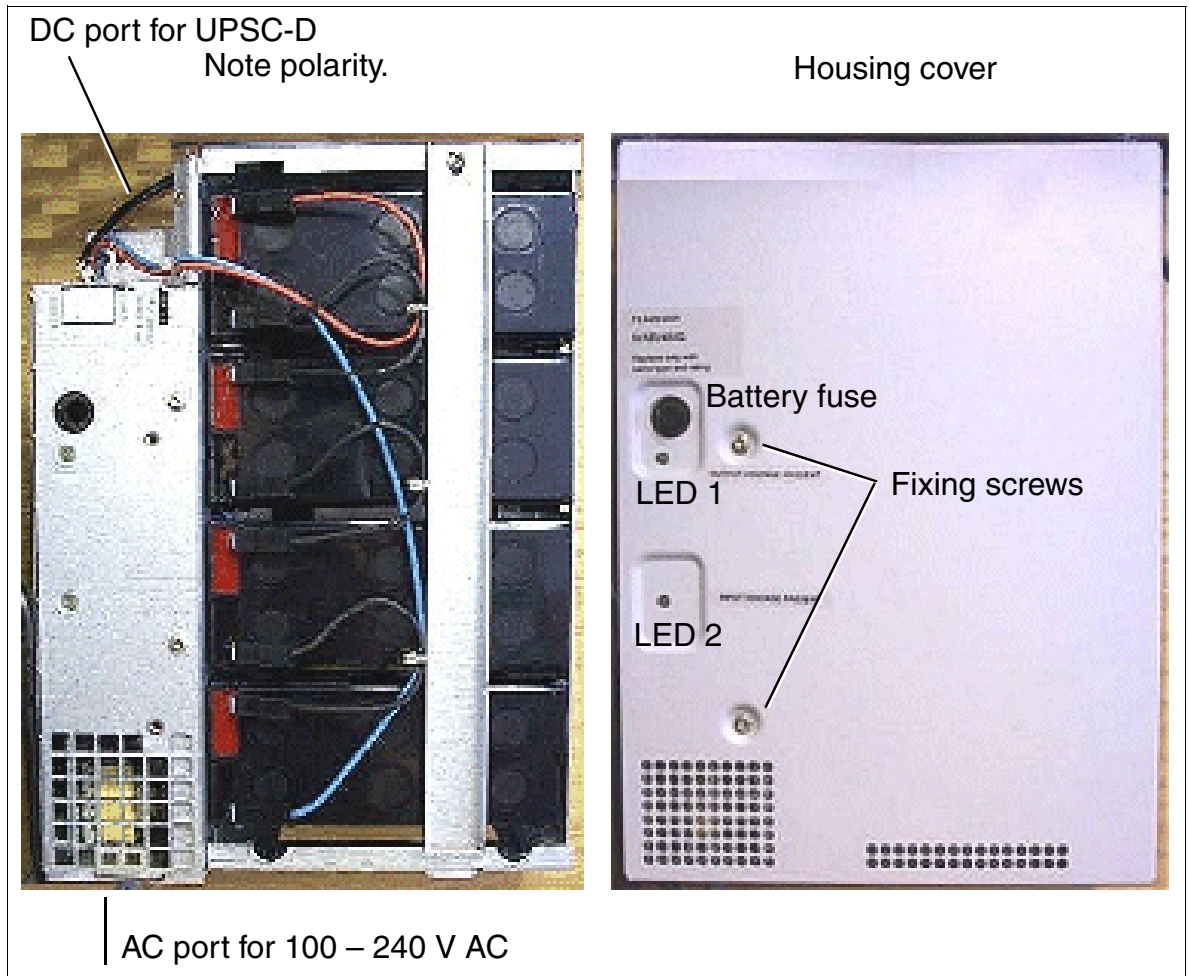 DC port for UPSC-D
Note polarity.
Housing cover
Battery fuse
LED 1
Fixing screws
LED 2
AC port for 100 – 240 V AC